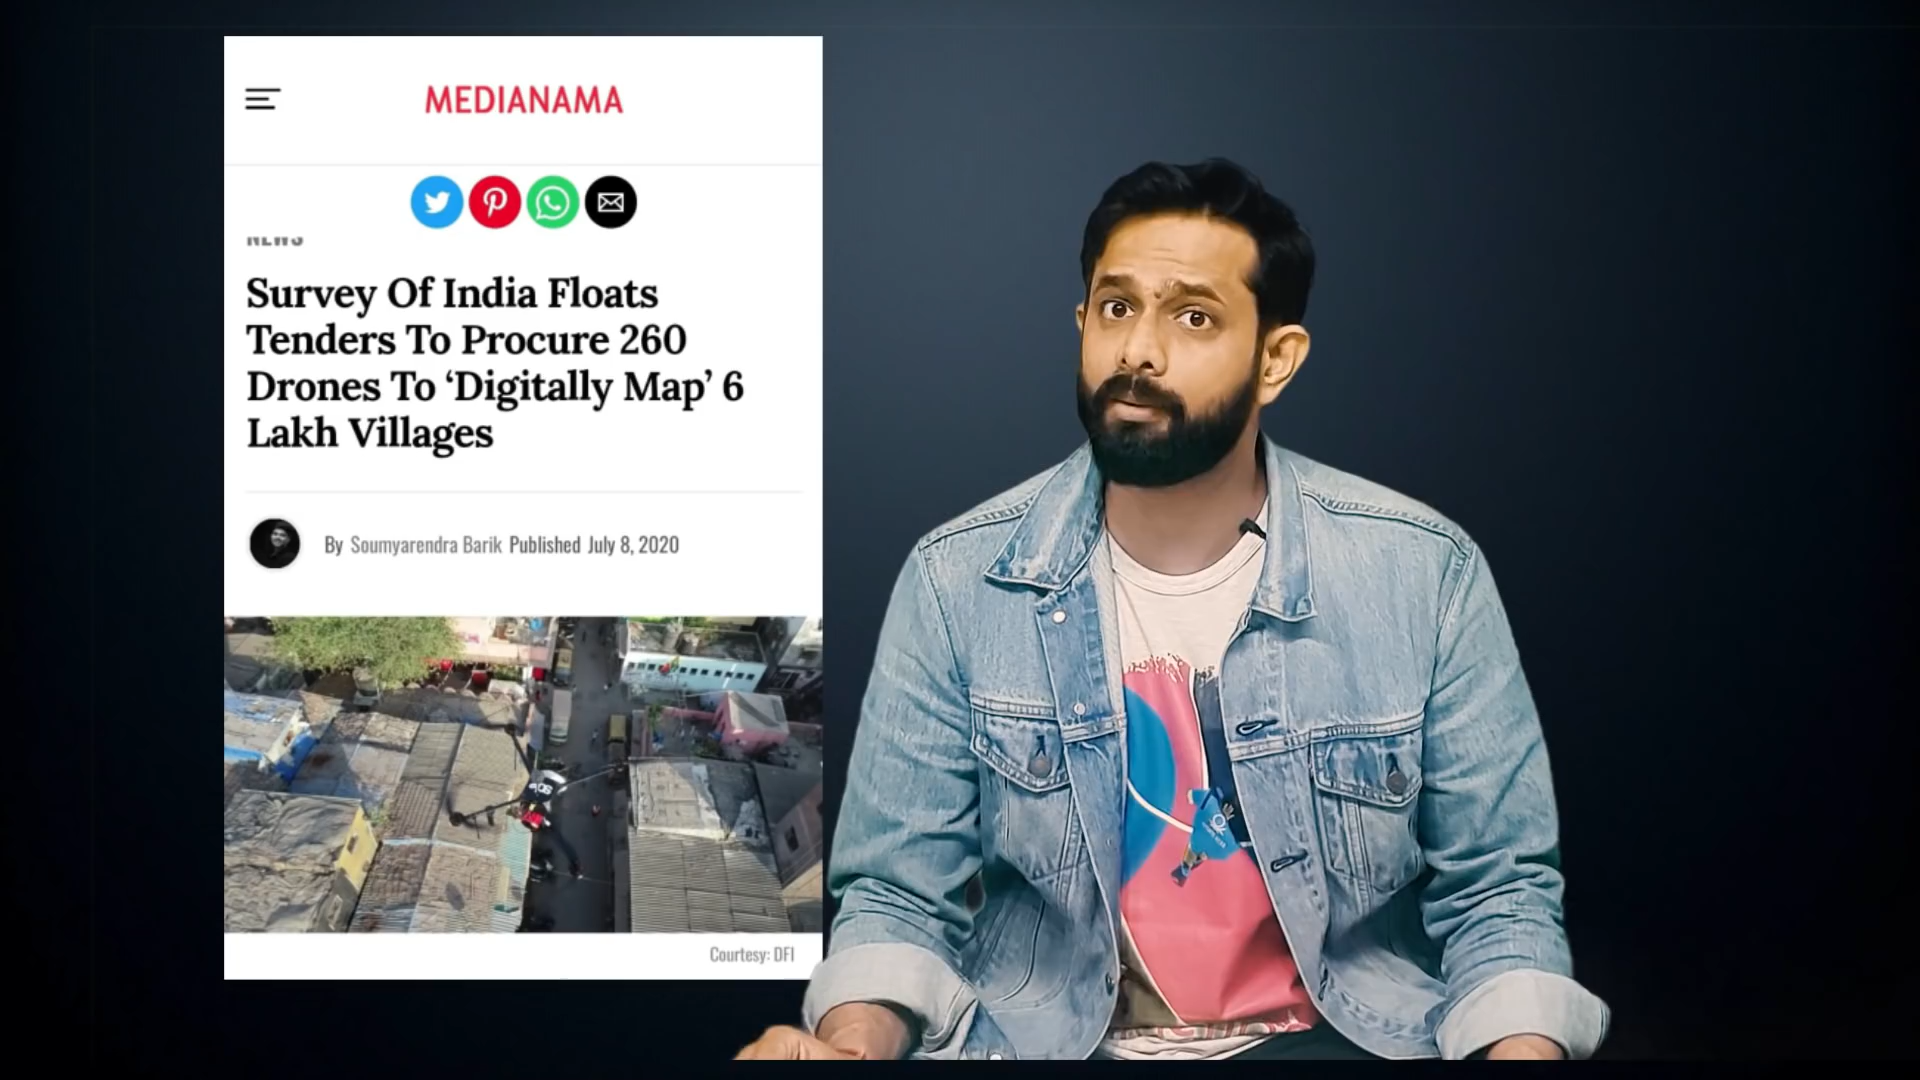 MEDIANAMA
NEWS
Survey Of India Floats
Tenders To Procure 260
Drones To ‘Digitally Map’ 6
Lakh Villages
By Soumyarendra Barik Published July 8, 2020
Courtesy: DFI